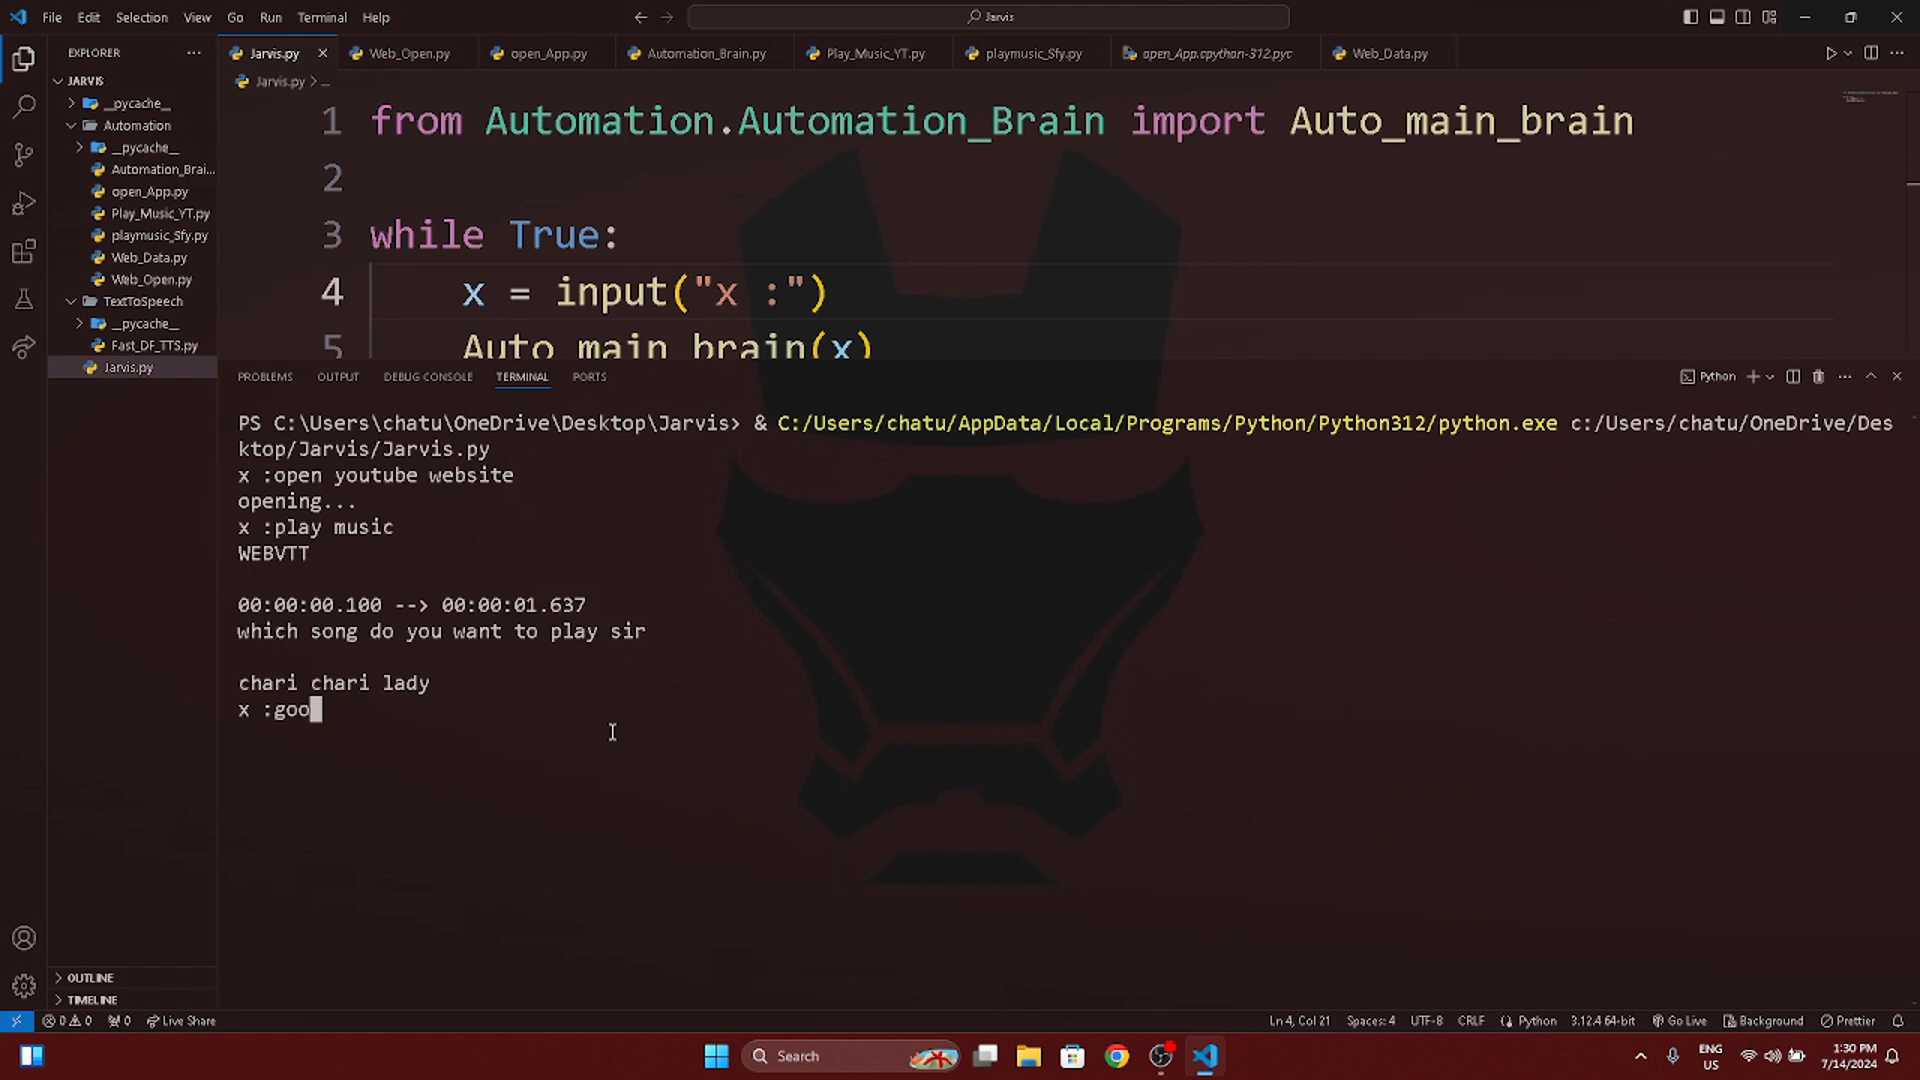 File Edit Selection View Go Run Terminal Help
Jarvis
EXPLORER
JARVIS
__pycache__
Automation
__pycache__
Automation_Brai...
open_App.py
Play_Music_YT.py
playmusic_Sfy.py
Web_Data.py
Web_Open.py
TextToSpeech
__pycache__
Fast_DF_TTS.py
Jarvis.py
OUTLINE
TIMELINE
Jarvis.py Web_Open.py open_App.py Automation_Brain.py Play_Music_YT.py playmusic_Sfy.py open_App.cpython-312.pyc Web_Data.py
Jarvis.py > ...
1 from Automation.Automation_Brain import Auto_main_brain
2
3 while True:
4 x = input("x :")
5 Auto_main_brain(x)
PROBLEMS OUTPUT DEBUG CONSOLE TERMINAL PORTS
Python
PS C:\Users\chatu\OneDrive\Desktop\Jarvis> & C:/Users/chatu/AppData/Local/Programs/Python/Python312/python.exe c:/Users/chatu/OneDrive/Des
ktop/Jarvis/Jarvis.py
x :open youtube website
opening...
x :play music
WEBVTT
00:00:00.100 --> 00:00:01.637
which song do you want to play sir
chari chari lady
x :goo
0 0 0 Live Share
Ln 4, Col 21 Spaces: 4 UTF-8 CRLF Python 3.12.4 64-bit Go Live Background Prettier
Search
ENG
US
1:30 PM
7/14/2024